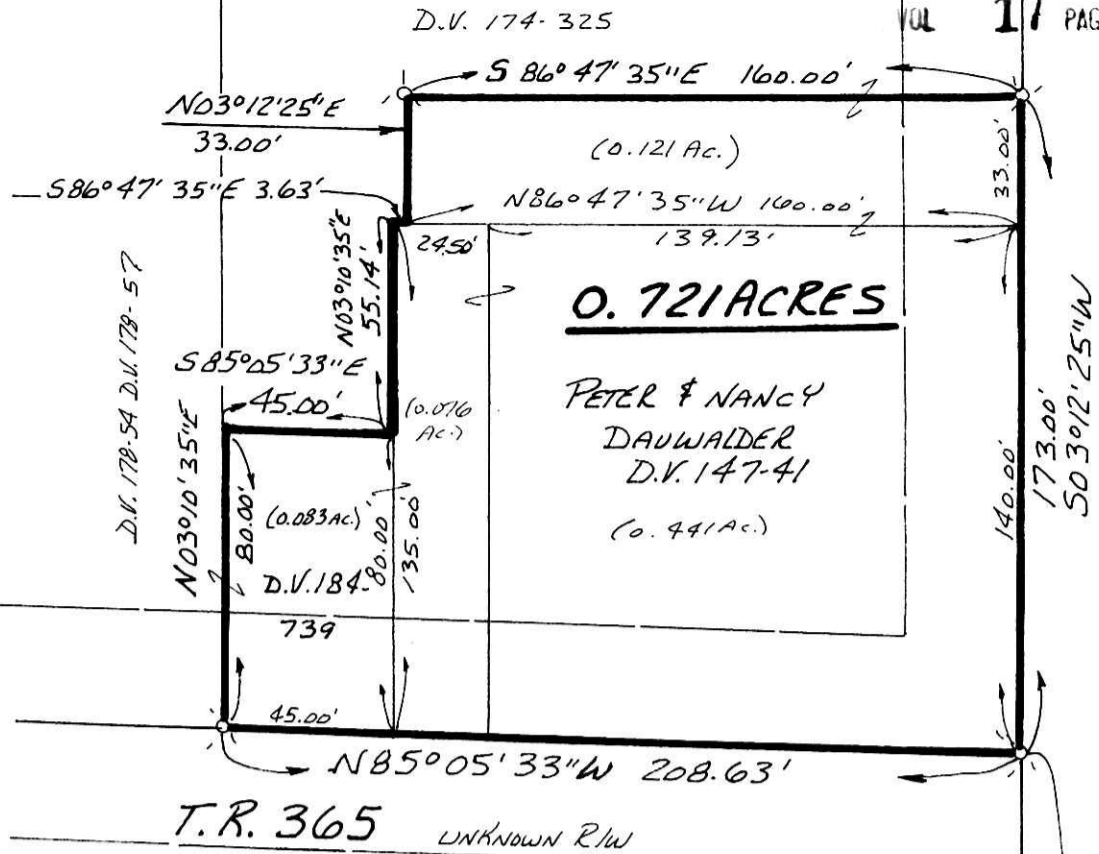 D.V. 174-325
VOL 17 PAG
S 86° 47' 35"E 160.00'
N03°12'25"E
33.00'
(0.121 Ac.)
33.00'
S86° 47' 35"E 3.63'
N86°47'35"W 160.00'
24.50'
139.13'
N03°10'35"E
55.14'
0.721 ACRES
D.V. 178-54 D.V. 179-57
S 85°05'33"E
45.00'
(0.076
Ac.)
PETER & NANCY
DAUWALDER
D.V. 147-41
(0.441 Ac.)
N03°10'35"E
80.00'
(0.083 Ac.)
80.00'
135.00'
140.00'
173.00'
S03°12'25"W
D.V. 184-
739
45.00'
N85°05'33"W 208.63'
T.R. 365 UNKNOWN R/W